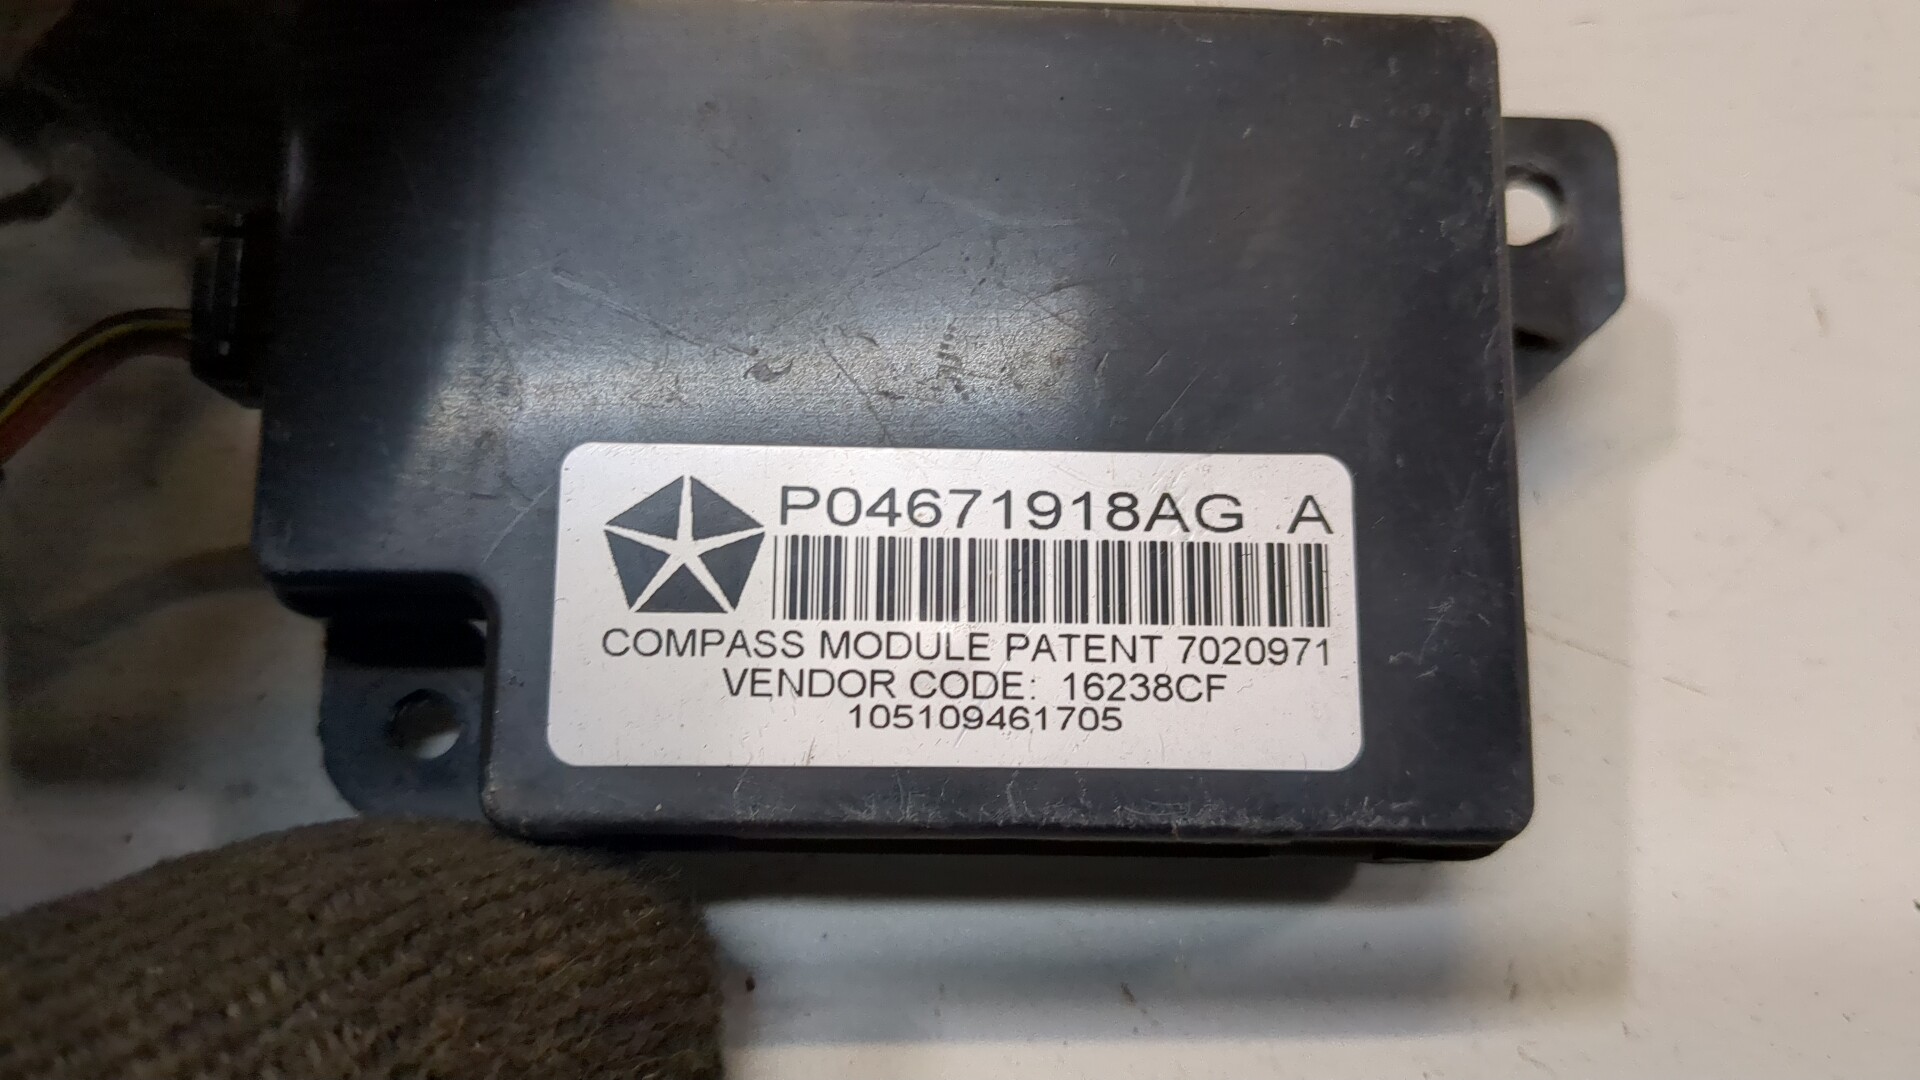 P04671918AG A
COMPASS MODULE PATENT 7020971
VENDOR CODE: 16238CF
105109461705